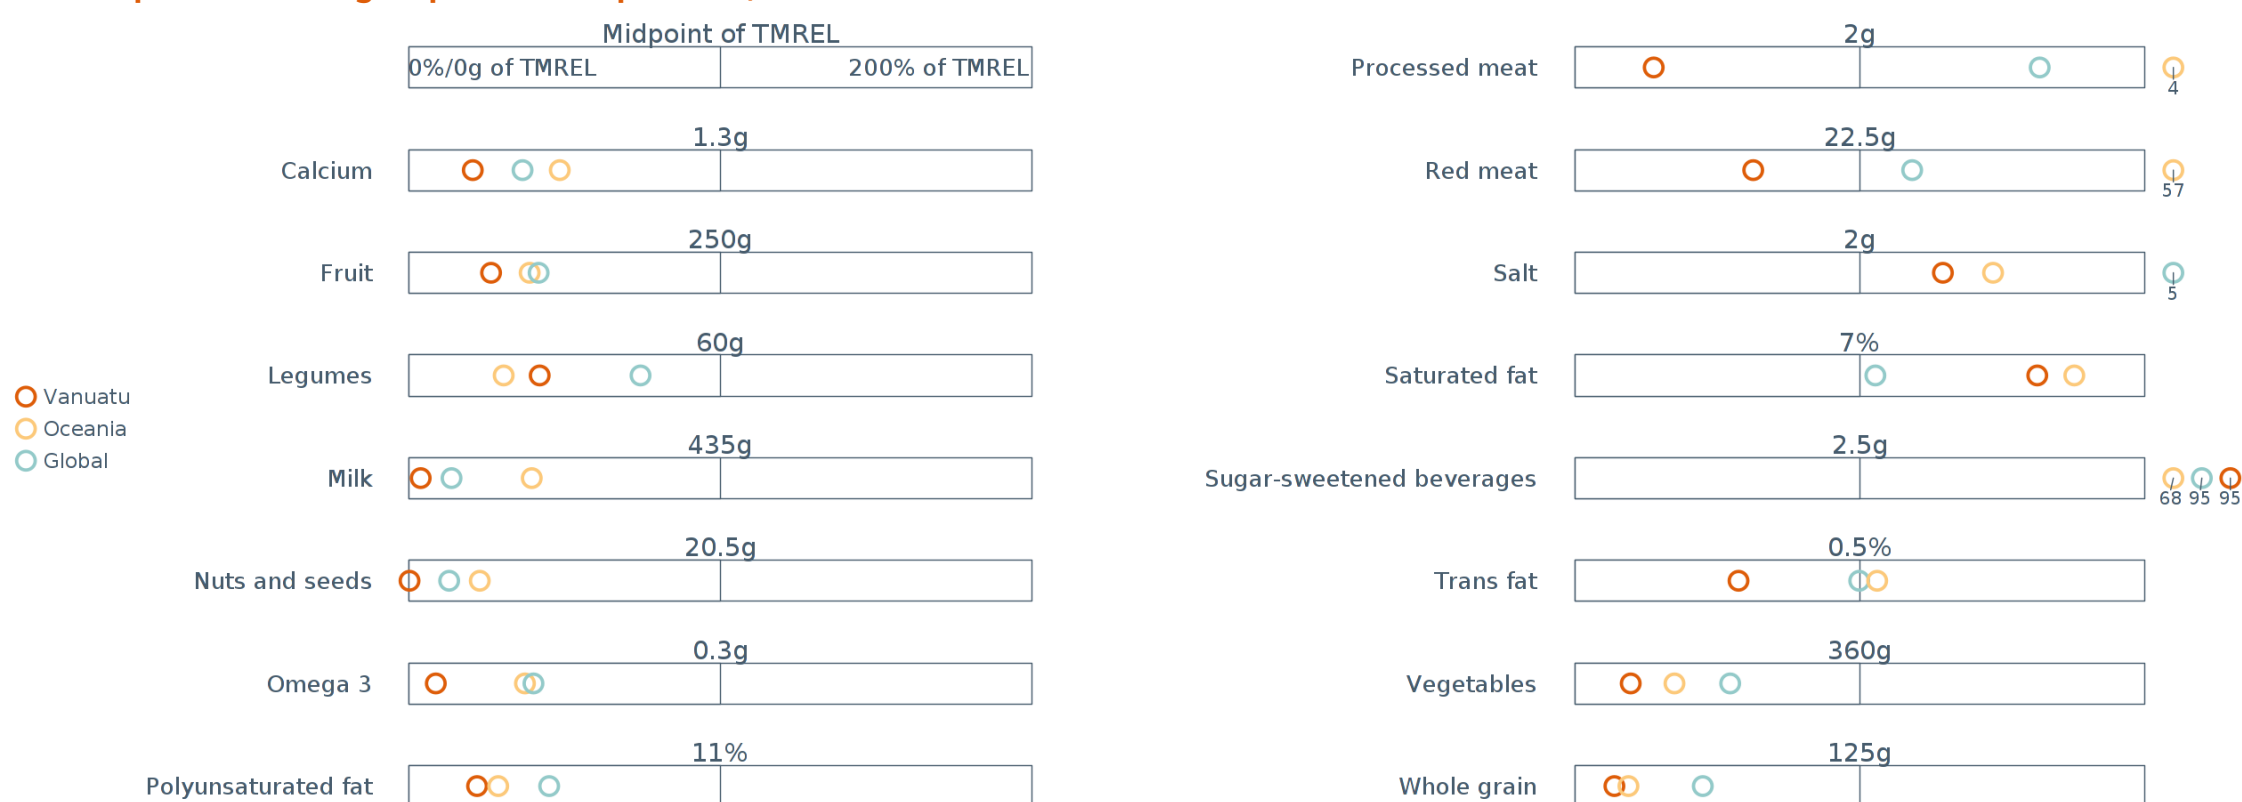 Midpoint of TMREL
0%/0g of TMREL 200% of TMREL
1.3g
Calcium
250g
Fruit
60g
Legumes
435g
Milk
20.5g
Nuts and seeds
0.3g
Omega 3
11%
Polyunsaturated fat
Vanuatu
Oceania
Global
2g
Processed meat
4
22.5g
Red meat
57
2g
Salt
5
7%
Saturated fat
2.5g
Sugar-sweetened beverages
68 95 95
0.5%
Trans fat
360g
Vegetables
125g
Whole grain